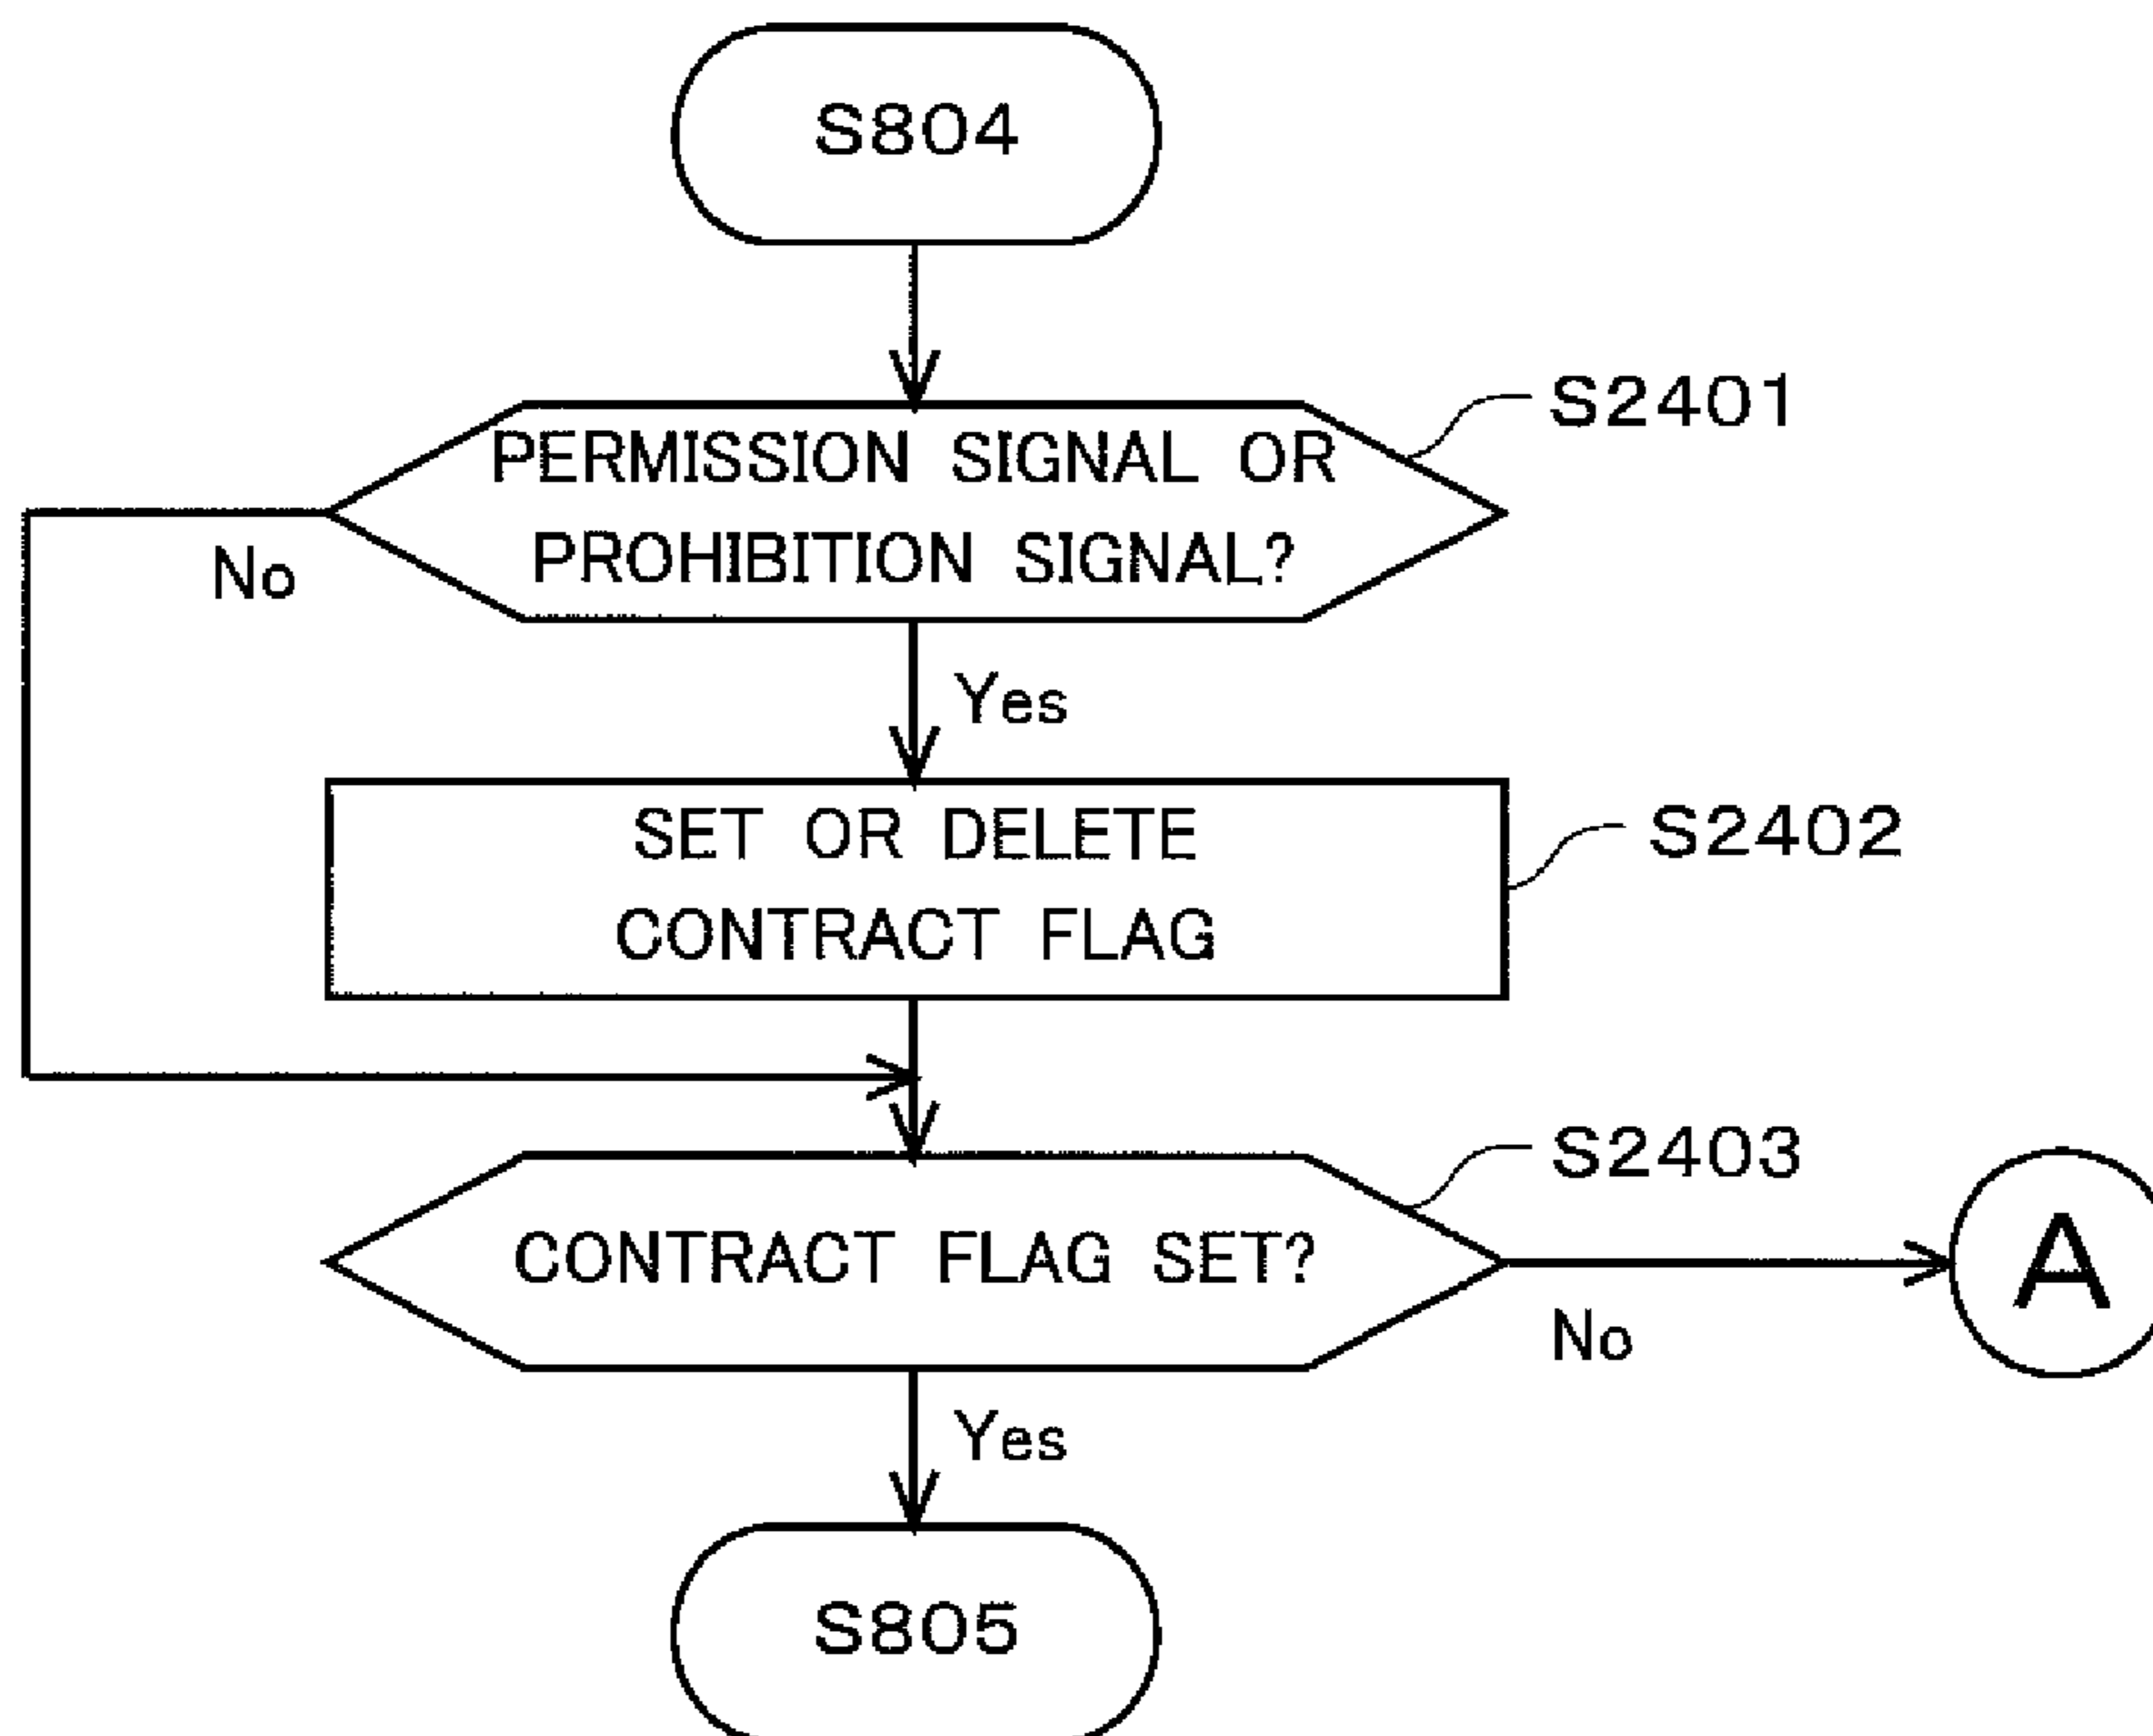 S804
S2401
PERMISSION SIGNAL OR
PROHIBITION SIGNAL?
No
Yes
SET OR DELETE
CONTRACT FLAG
S2402
S2403
CONTRACT FLAG SET?
A
No
Yes
S805